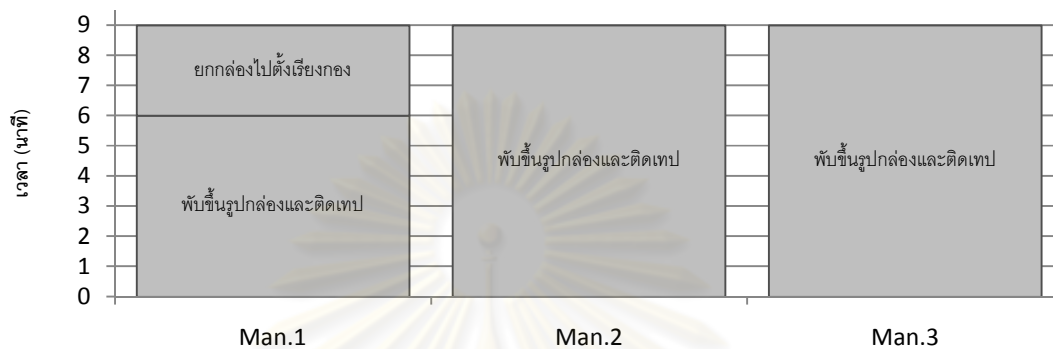 เวลา (นาที)
9
8
7
6
5
4
3
2
1
0
ยกกล่องไปตั้งเรียงกอง
พับขึ้นรูปกล่องและติดเทป
พับขึ้นรูปกล่องและติดเทป
พับขึ้นรูปกล่องและติดเทป
Man.1 Man.2 Man.3